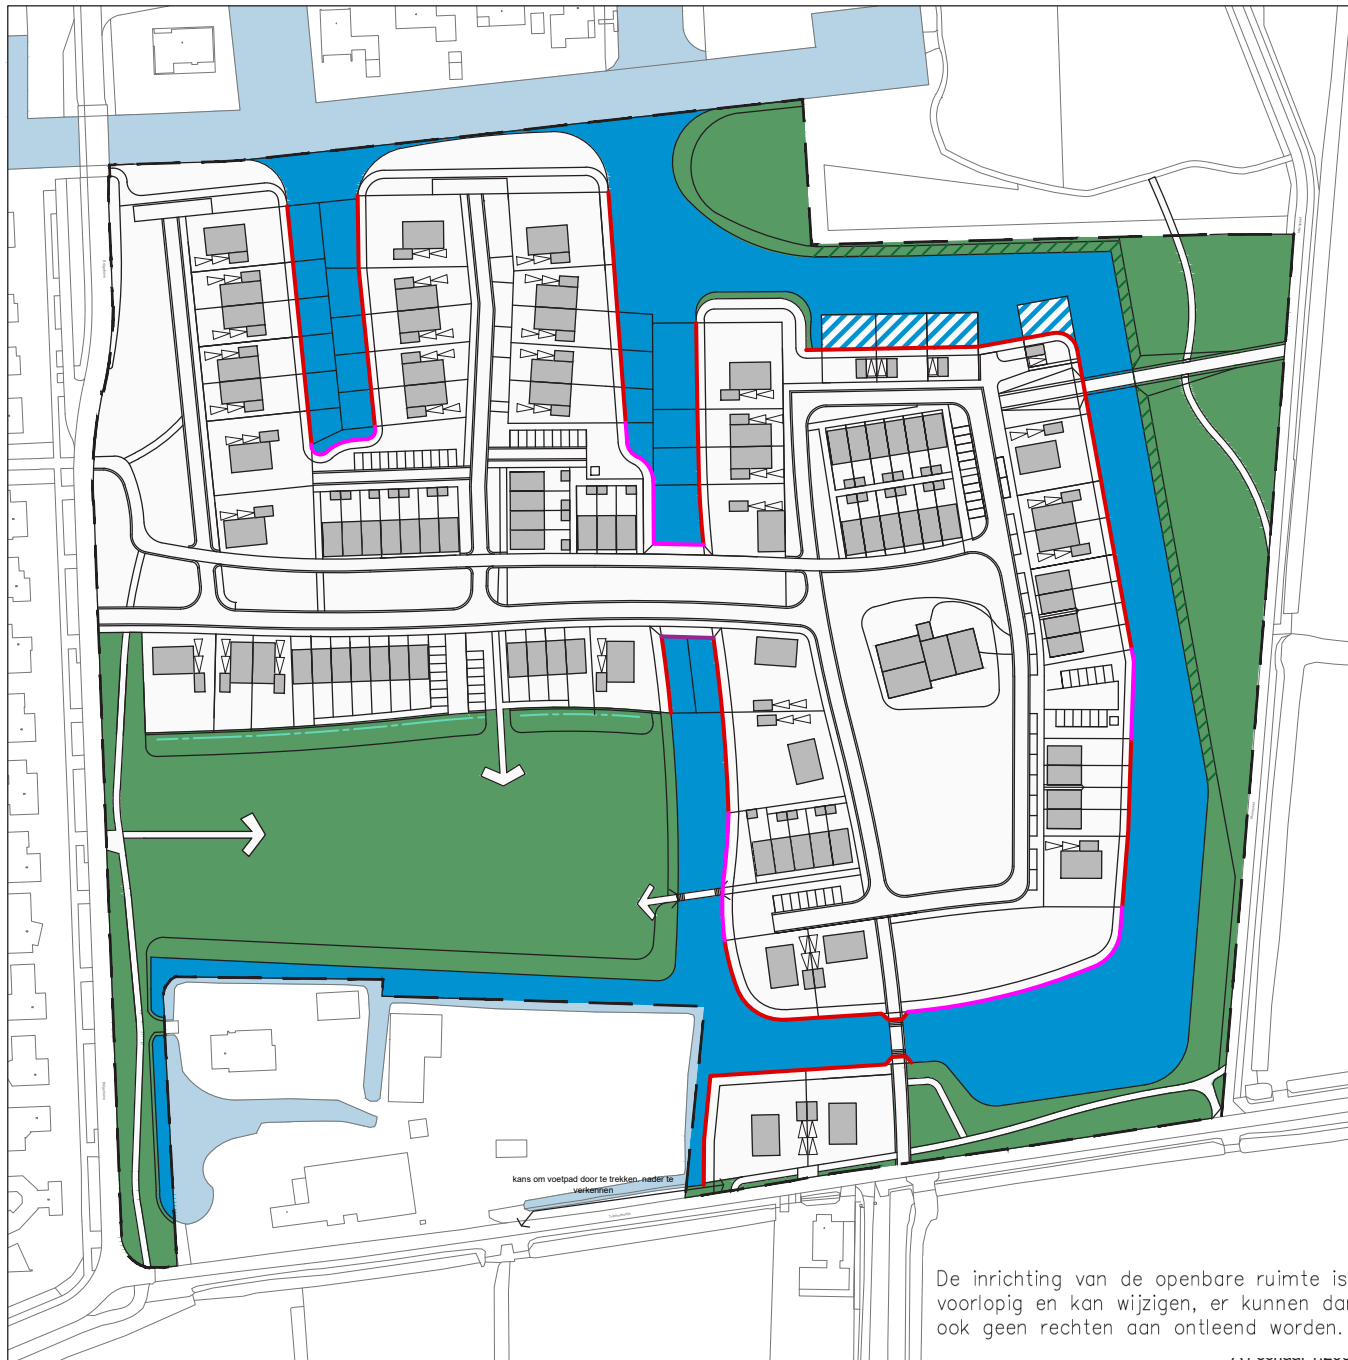 kans om voetpad door te trekken, nader te
verkennen
De inrichting van de openbare ruimte is
voorlopig en kan wijzigen, er kunnen dan
ook geen rechten aan ontleend worden.